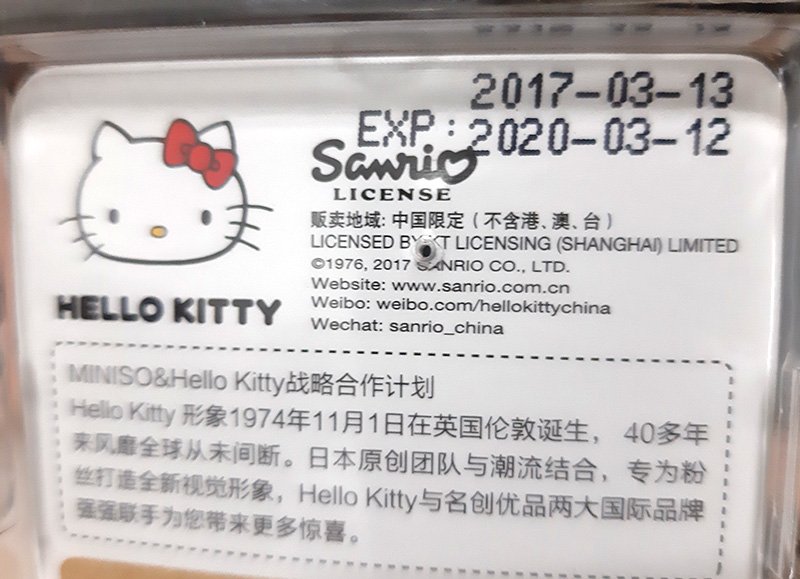 2017-03-13
EXP: 2020-03-12
Sanrio
LICENSE
贩卖地域: 中国限定（不含港、澳、台）
LICENSED BY KT LICENSING (SHANGHAI) LIMITED
©1976, 2017 SANRIO CO., LTD.
Website: www.sanrio.com.cn
Weibo: weibo.com/hellokittychina
Wechat: sanrio_china
HELLO KITTY
MINISO&Hello Kitty战略合作计划
Hello Kitty 形象1974年11月1日在英国伦敦诞生， 40多年
来风靡全球从未间断。日本原创团队与潮流结合，专为粉
丝打造全新视觉形象，Hello Kitty与名创优品两大国际品牌
强强联手为您带来更多惊喜。